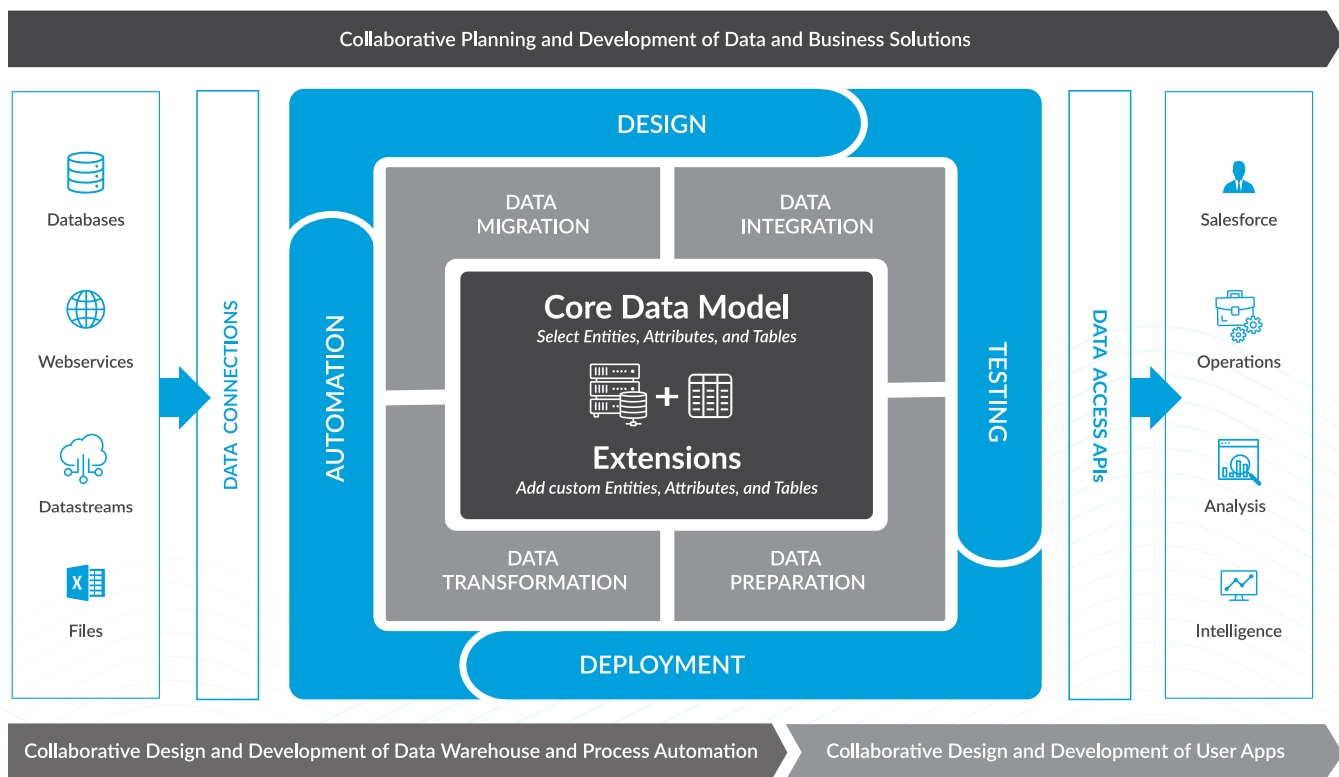 Collaborative Planning and Development of Data and Business Solutions
Databases
Webservices
Datastreams
Files
DATA CONNECTIONS
DESIGN
AUTOMATION
DATA
MIGRATION
DATA
INTEGRATION
Core Data Model
Select Entities, Attributes, and Tables
+
Extensions
Add custom Entities, Attributes, and Tables
DATA
TRANSFORMATION
DATA
PREPARATION
TESTING
DEPLOYMENT
DATA ACCESS APIs
Salesforce
Operations
Analysis
Intelligence
X
Collaborative Design and Development of Data Warehouse and Process Automation
Collaborative Design and Development of User Apps